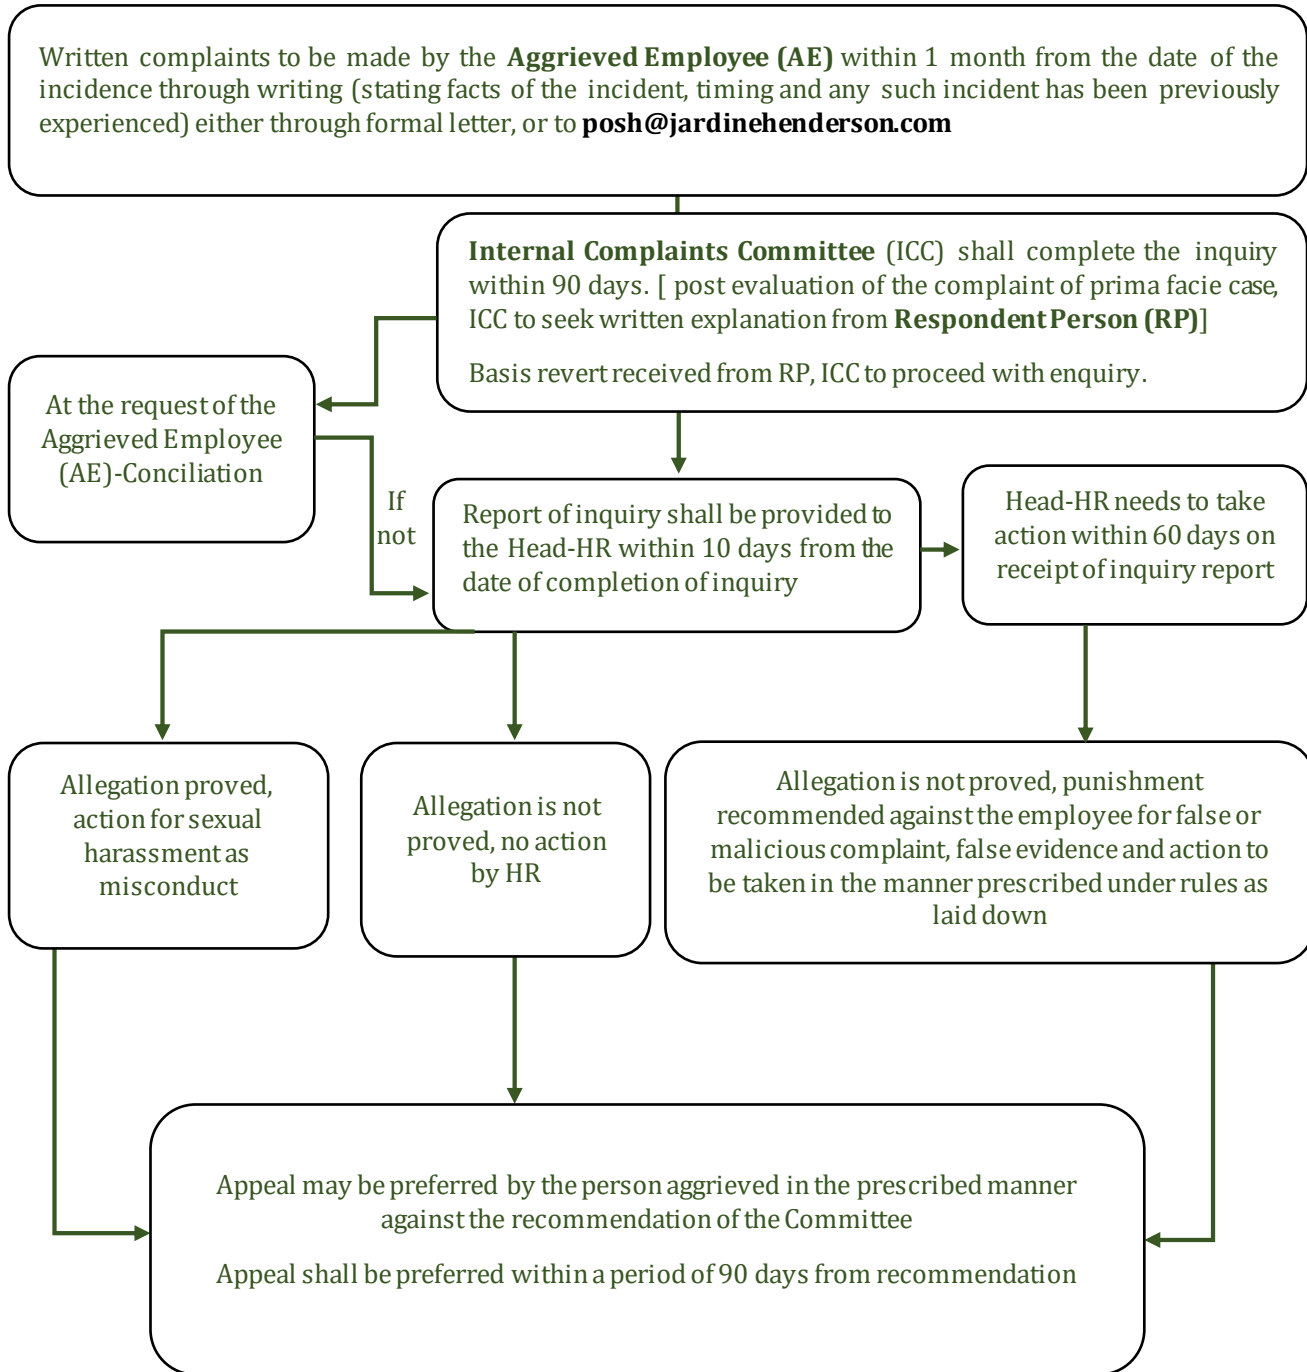 Written complaints to be made by the Aggrieved Employee (AE) within 1 month from the date of the
incidence through writing (stating facts of the incident, timing and any such incident has been previously
experienced) either through formal letter, or to posh@jardinehenderson.com
Internal Complaints Committee (ICC) shall complete the inquiry
within 90 days. [ post evaluation of the complaint of prima facie case,
ICC to seek written explanation from Respondent Person (RP)]
Basis revert received from RP, ICC to proceed with enquiry.
At the request of the
Aggrieved Employee
(AE)-Conciliation
If
not
Report of inquiry shall be provided to
the Head-HR within 10 days from the
date of completion of inquiry
Head-HR needs to take
action within 60 days on
receipt of inquiry report
Allegation proved,
action for sexual
harassment as
misconduct
Allegation is not
proved, no action
by HR
Allegation is not proved, punishment
recommended against the employee for false or
malicious complaint, false evidence and action to
be taken in the manner prescribed under rules as
laid down
Appeal may be preferred by the person aggrieved in the prescribed manner
against the recommendation of the Committee
Appeal shall be preferred within a period of 90 days from recommendation